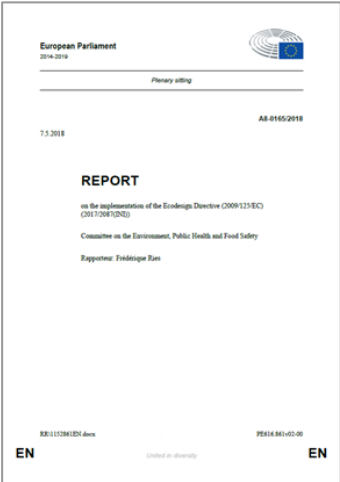 European Parliament
2014-2019
Plenary sitting
A8-0165/2018
7.5.2018
REPORT
on the implementation of the Ecodesign Directive (2009/125/EC)
(2017/2087(INI))
Committee on the Environment, Public Health and Food Safety
Rapporteur: Frédérique Ries
RR\1152861EN.docx
PE616.861v02-00
EN
United in diversity
EN